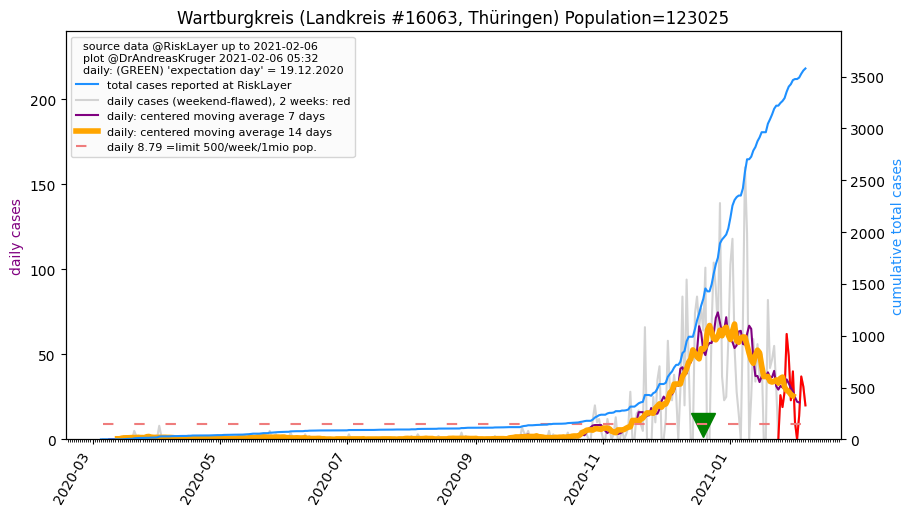 Wartburgkreis (Landkreis #16063, Thüringen) Population=123025
source data @RiskLayer up to 2021-02-06
plot @DrAndreasKruger 2021-02-06 05:32
daily: (GREEN) 'expectation day' = 19.12.2020
total cases reported at RiskLayer
daily cases (weekend-flawed), 2 weeks: red
daily: centered moving average 7 days
daily: centered moving average 14 days
daily 8.79 =limit 500/week/1mio pop.
daily cases
200
150
100
50
0
cumulative total cases
3500
3000
2500
2000
1500
1000
500
0
2020-03
2020-05
2020-07
2020-09
2020-11
2021-01